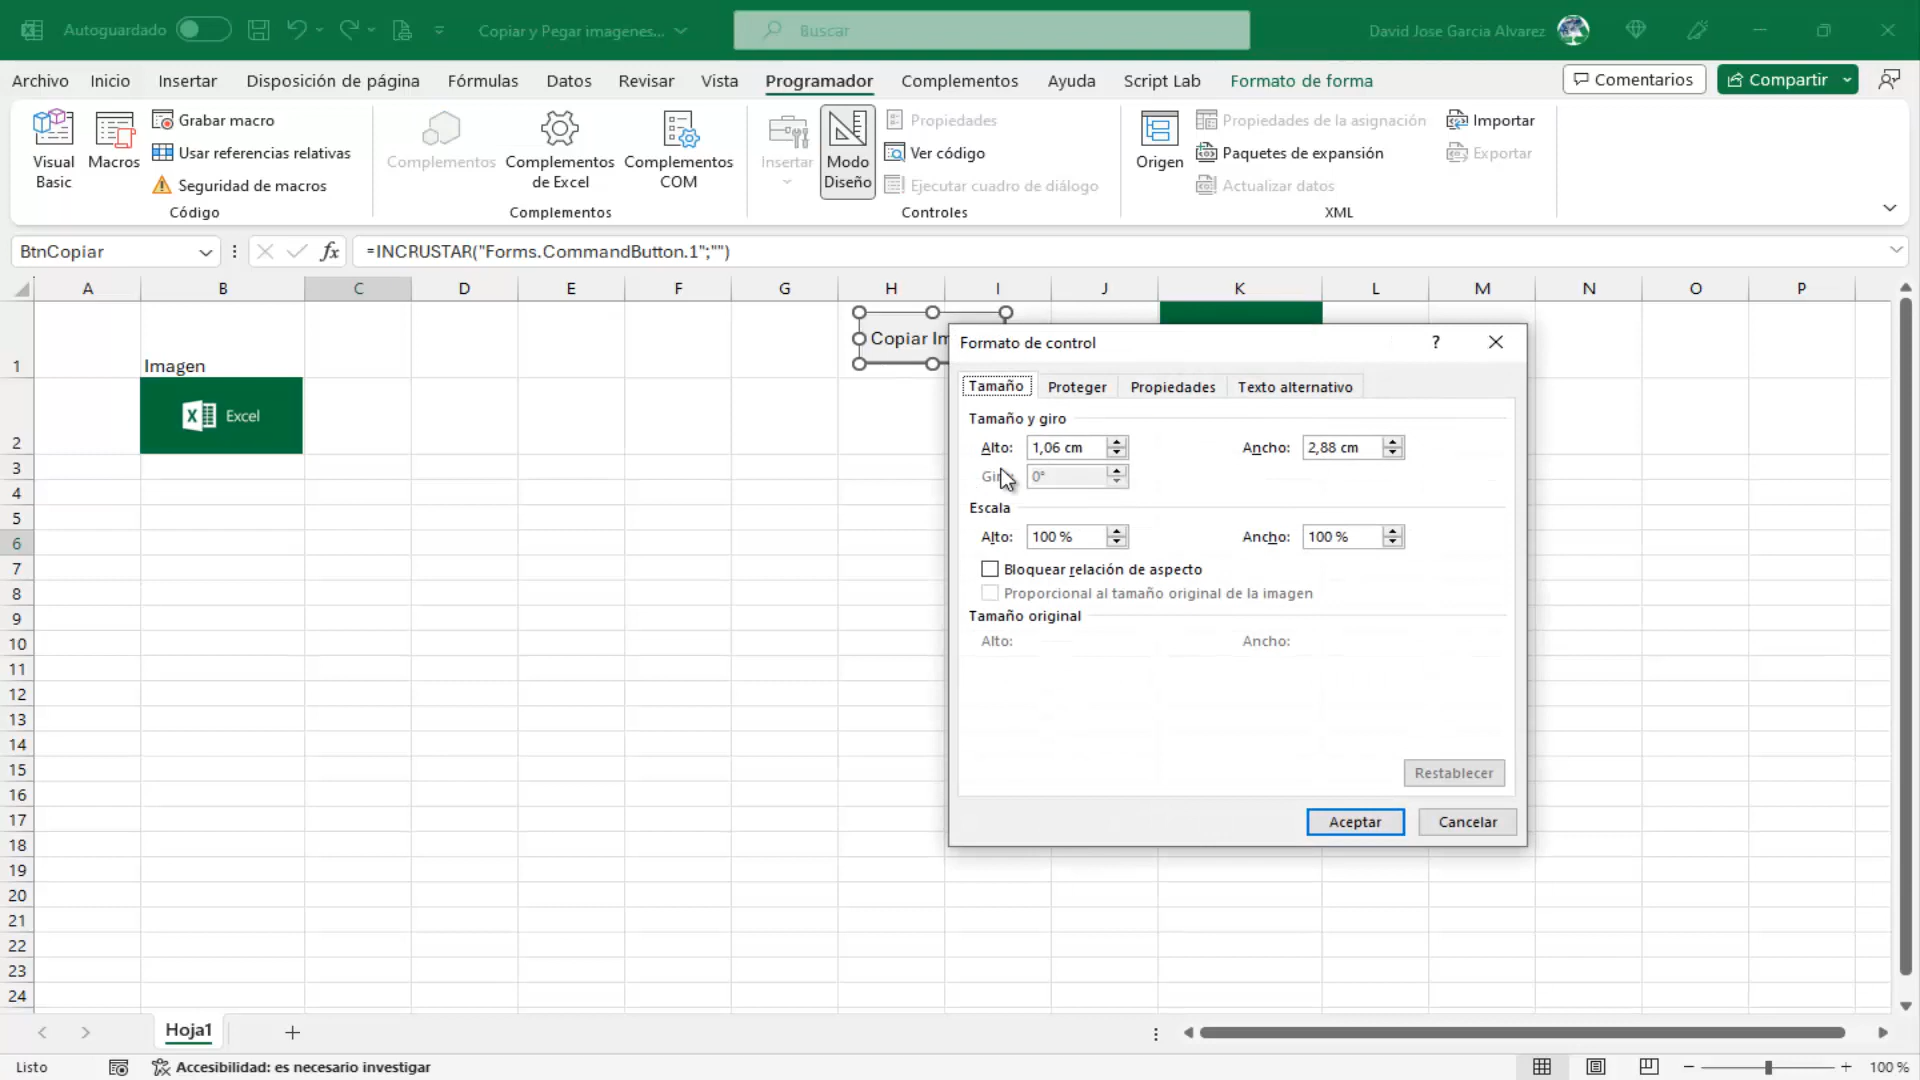 Autoguardado
Copiar y Pegar imagenes...
Buscar
David Jose Garcia Alvarez
Archivo Inicio Insertar Disposición de página Fórmulas Datos Revisar Vista Programador Complementos Ayuda Script Lab Formato de forma
Comentarios
Compartir
Visual
Basic
Macros
Grabar macro
Usar referencias relativas
Seguridad de macros
Código
Complementos
Complementos
de Excel
Complementos
COM
Complementos
Insertar
Modo
Diseño
Propiedades
Ver código
Ejecutar cuadro de diálogo
Controles
Origen
Propiedades de la asignación
Paquetes de expansión
Actualizar datos
Importar
Exportar
XML
BtnCopiar
fx
=INCRUSTAR("Forms.CommandButton.1";"")
A B C D E F G H I J K L M N O P
1
Imagen
Copiar Im
2
X Excel
3
4
5
6
7
8
9
10
11
12
13
14
15
16
17
18
19
20
21
22
23
24
Formato de control
?
Tamaño Proteger Propiedades Texto alternativo
Tamaño y giro
Alto: 1,06 cm Ancho: 2,88 cm
0°
Escala
Alto: 100 % Ancho: 100 %
Bloquear relación de aspecto
Proporcional al tamaño original de la imagen
Tamaño original
Alto: Ancho:
Restablecer
Aceptar Cancelar
Hoja1
Listo
Accesibilidad: es necesario investigar
100 %